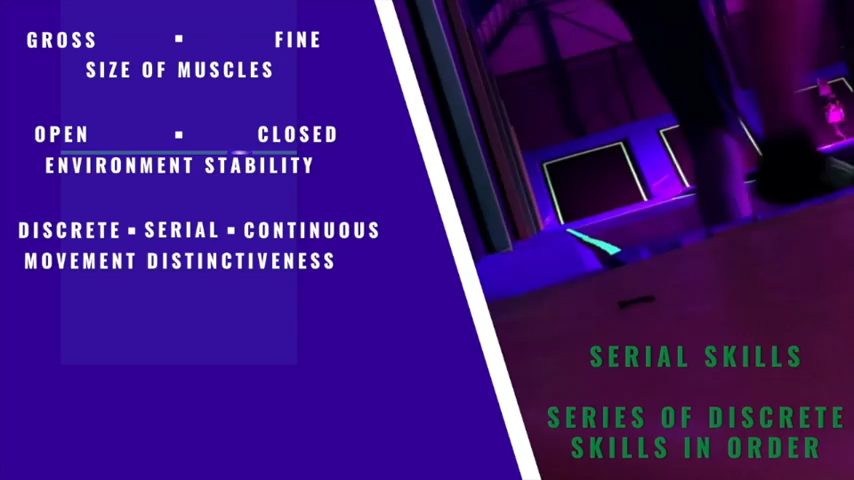 GROSS ▪ FINE
SIZE OF MUSCLES
OPEN ▪ CLOSED
ENVIRONMENT STABILITY
DISCRETE ▪ SERIAL ▪ CONTINUOUS
MOVEMENT DISTINCTIVENESS
SERIAL SKILLS
SERIES OF DISCRETE
SKILLS IN ORDER